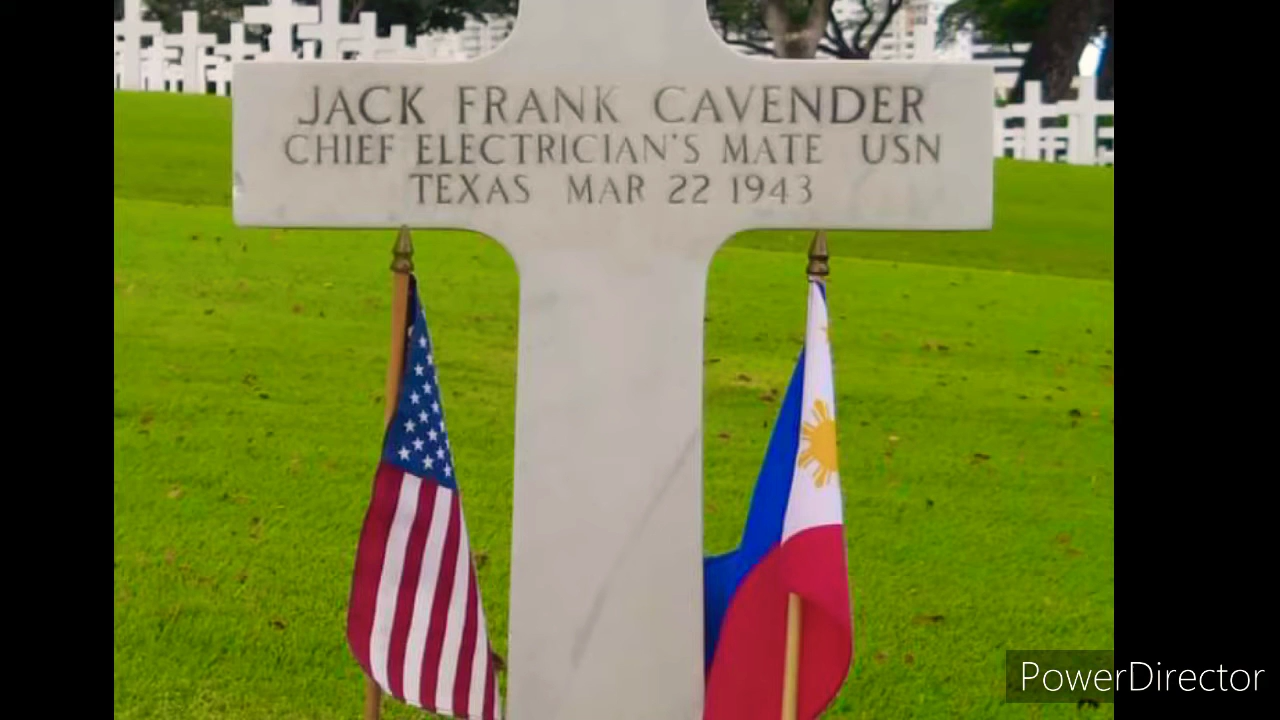 JACK FRANK CAVENDER
CHIEF ELECTRICIAN'S MATE USN
TEXAS MAR 22 1943
PowerDirector